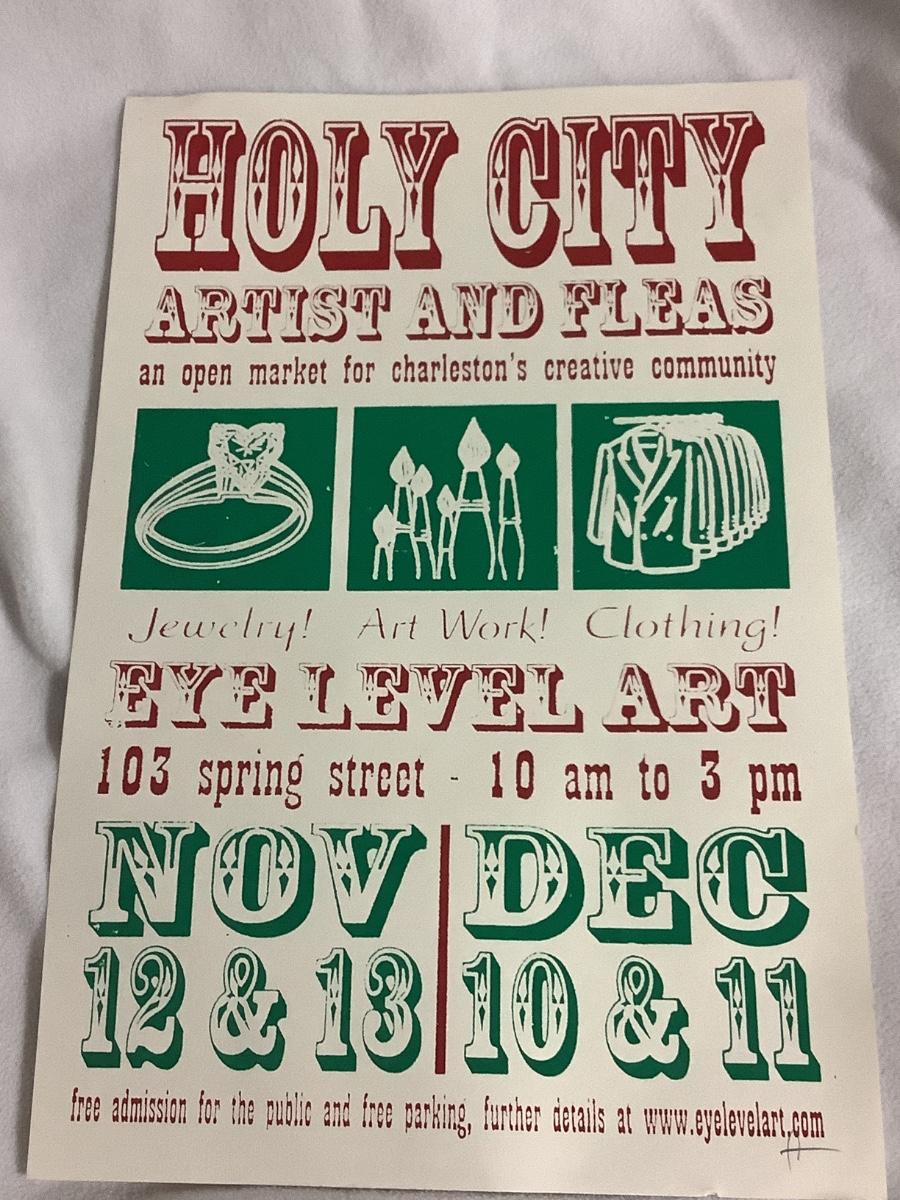 HOLY CITY
ARTIST AND FLEAS
an open market for charleston's creative community
Jewelry! Art Work! Clothing!
EYE LEVEL ART
103 spring street - 10 am to 3 pm
NOV DEC
12 & 13 10 & 11
free admission for the public and free parking, further details at www.eyelevelart.com